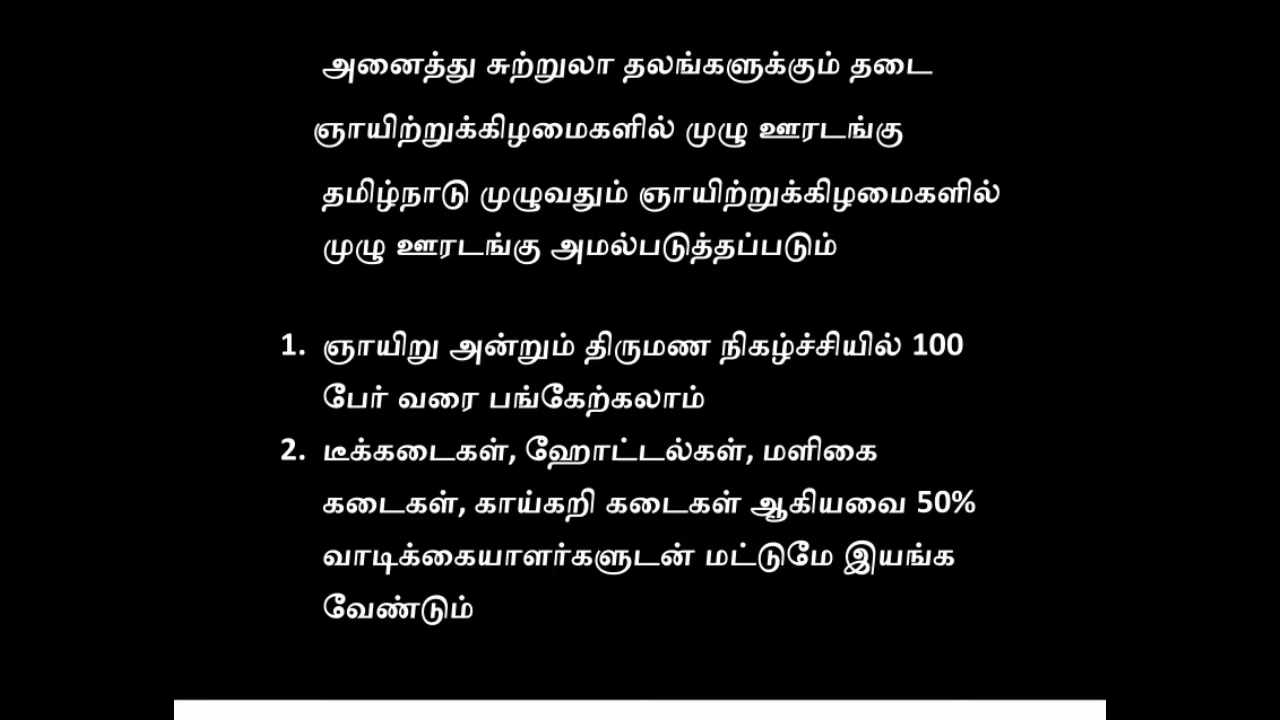 அனைத்து சுற்றுலா தலங்களுக்கும் தடை
ஞாயிற்றுக்கிழமைகளில் முழு ஊரடங்கு
தமிழ்நாடு முழுவதும் ஞாயிற்றுக்கிழமைகளில்
முழு ஊரடங்கு அமல்படுத்தப்படும்
1. ஞாயிறு அன்றும் திருமண நிகழ்ச்சியில் 100
பேர் வரை பங்கேற்கலாம்
2. டீக்கடைகள், ஹோட்டல்கள், மளிகை
கடைகள், காய்கறி கடைகள் ஆகியவை 50%
வாடிக்கையாளர்களுடன் மட்டுமே இயங்க
வேண்டும்